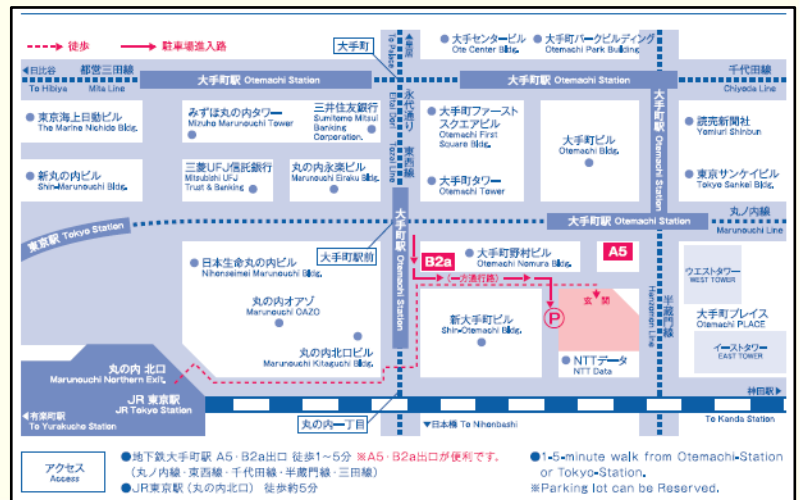 徒歩
駐車場進入路
大手町
To Palace
皇居
大手センタービル
Ote Center Bldg.
大手町パークビルディング
Otemachi Park Building
日比谷
To Hibiya
都営三田線
Mita Line
大手町駅 Otemachi Station
大手町駅 Otemachi Station
千代田線
Chiyoda Line
東京海上日動ビル
The Marine Nichido Bldg.
みずほ丸の内タワー
Mizuho Marunouchi Tower
三井住友銀行
Sumitomo Mitsui
Banking
Corporation.
永代通り
Eitai Dori
東西線
Tozai Line
大手町ファースト
スクエアビル
Otemachi First
Square Bldg.
大手町ビル
Otemachi Bldg.
大手町駅 Otemachi Station
読売新聞社
Yomiuri Shinbun
新丸の内ビル
Shin-Marunouchi Bldg.
三菱UFJ信託銀行
Mitsubishi UFJ
Trust & Banking
丸の内永楽ビル
Marunouchi Eiraku Bldg.
大手町タワー
Otemachi Tower
東京サンケイビル
Tokyo Sankei Bldg.
東京駅 Tokyo Station
大手町駅 Otemachi Station
大手町駅 Otemachi Station
丸ノ内線
Marunouchi Line
大手町駅前
日本生命丸の内ビル
Nihonseimei Marunouchi Bldg.
B2a
大手町野村ビル
Otemachi Nomura Bldg.
A5
(一方通行路)
ウエストタワー
WEST TOWER
丸の内オアゾ
Marunouchi OAZO
新大手町ビル
Shin-Otemachi Bldg.
P
玄関
Hanzomon Line
半蔵門線
大手町プレイス
Otemachi PLACE
イーストタワー
EAST TOWER
丸の内北口ビル
Marunouchi Kitaguchi Bldg.
NTTデータ
NTT Data
丸の内 北口
Marunouchi Northern Exit.
JR 東京駅
JR Tokyo Station
神田駅
To Kanda Station
有楽町駅
To Yurakucho Station
丸の内一丁目
日本橋 To Nihonbashi
アクセス
Access
●地下鉄大手町駅 A5・B2a出口 徒歩1~5分 ※A5・B2a出口が便利です。
(丸ノ内線・東西線・千代田線・半蔵門線・三田線)
●JR東京駅(丸の内北口) 徒歩約5分
●1-5-minute walk from Otemachi-Station
or Tokyo-Station.
※Parking lot can be Reserved.